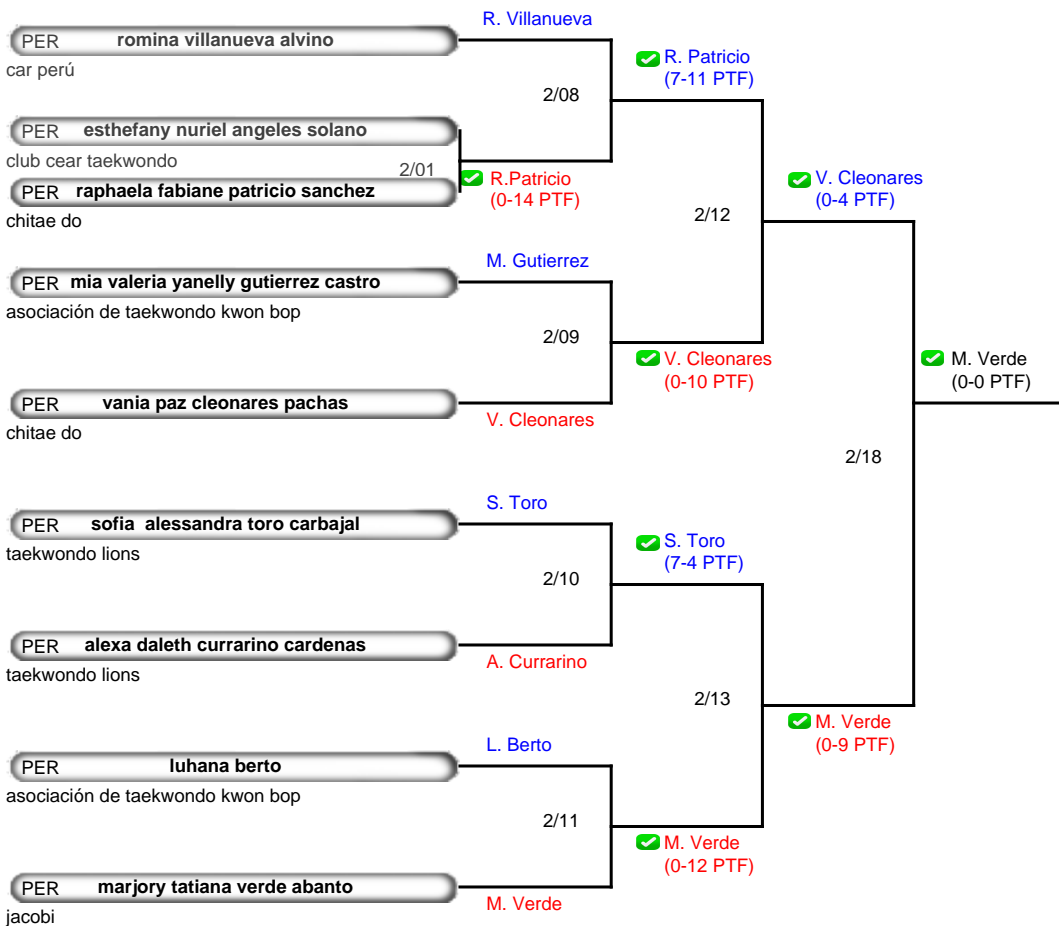 R. Villanueva
PER romina villanueva alvino
car perú
R. Patricio
(7-11 PTF)
2/08
PER esthefany nuriel angeles solano
club cear taekwondo
2/01
R.Patricio
(0-14 PTF)
PER raphaela fabiane patricio sanchez
chitae do
V. Cleonares
(0-4 PTF)
2/12
M. Gutierrez
PER mia valeria yanelly gutierrez castro
asociación de taekwondo kwon bop
2/09
V. Cleonares
(0-10 PTF)
M. Verde
(0-0 PTF)
PER vania paz cleonares pachas
chitae do
V. Cleonares
2/18
S. Toro
PER sofia  alessandra toro carbajal
taekwondo lions
S. Toro
(7-4 PTF)
2/10
PER alexa daleth currarino cardenas
taekwondo lions
A. Currarino
2/13
M. Verde
(0-9 PTF)
L. Berto
PER luhana berto
asociación de taekwondo kwon bop
2/11
M. Verde
(0-12 PTF)
PER marjory tatiana verde abanto
jacobi
M. Verde